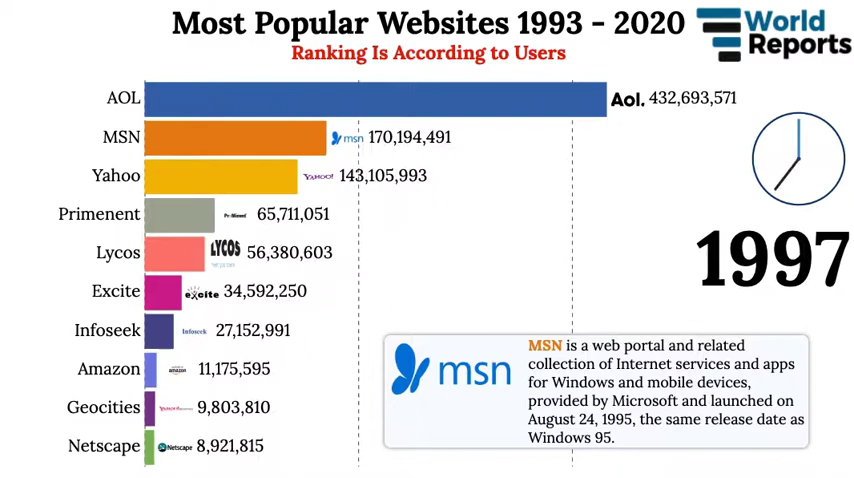 Most Popular Websites 1993 - 2020
Ranking Is According to Users
World
Reports
AOL Aol. 432,693,571
MSN msn 170,194,491
Yahoo YAHOO! 143,105,993
Primenent 65,711,051
Lycos LYCOS 56,380,603
Excite excite 34,592,250
Infoseek Infoseek 27,152,991
Amazon amazon 11,175,595
Geocities 9,803,810
Netscape Netscape 8,921,815
1997
msn
MSN is a web portal and related
collection of Internet services and apps
for Windows and mobile devices,
provided by Microsoft and launched on
August 24, 1995, the same release date as
Windows 95.